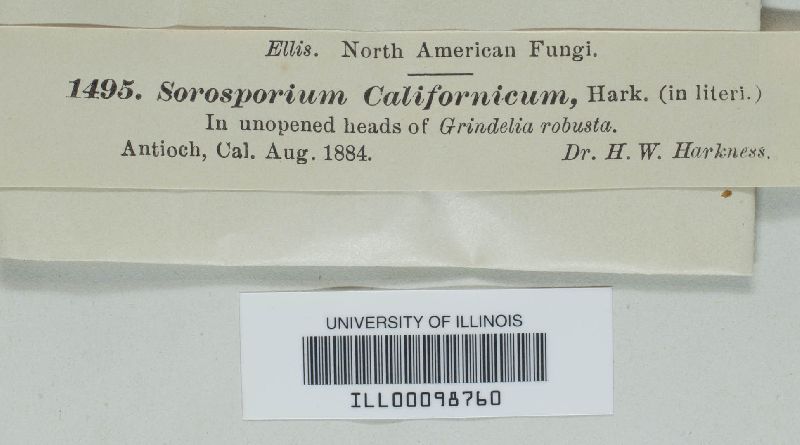 Ellis. North American Fungi.
1495. Sorosporium Californicum, Hark. (in literi.)
In unopened heads of Grindelia robusta.
Antioch, Cal. Aug. 1884. Dr. H. W. Harkness.
UNIVERSITY OF ILLINOIS
ILL00098760